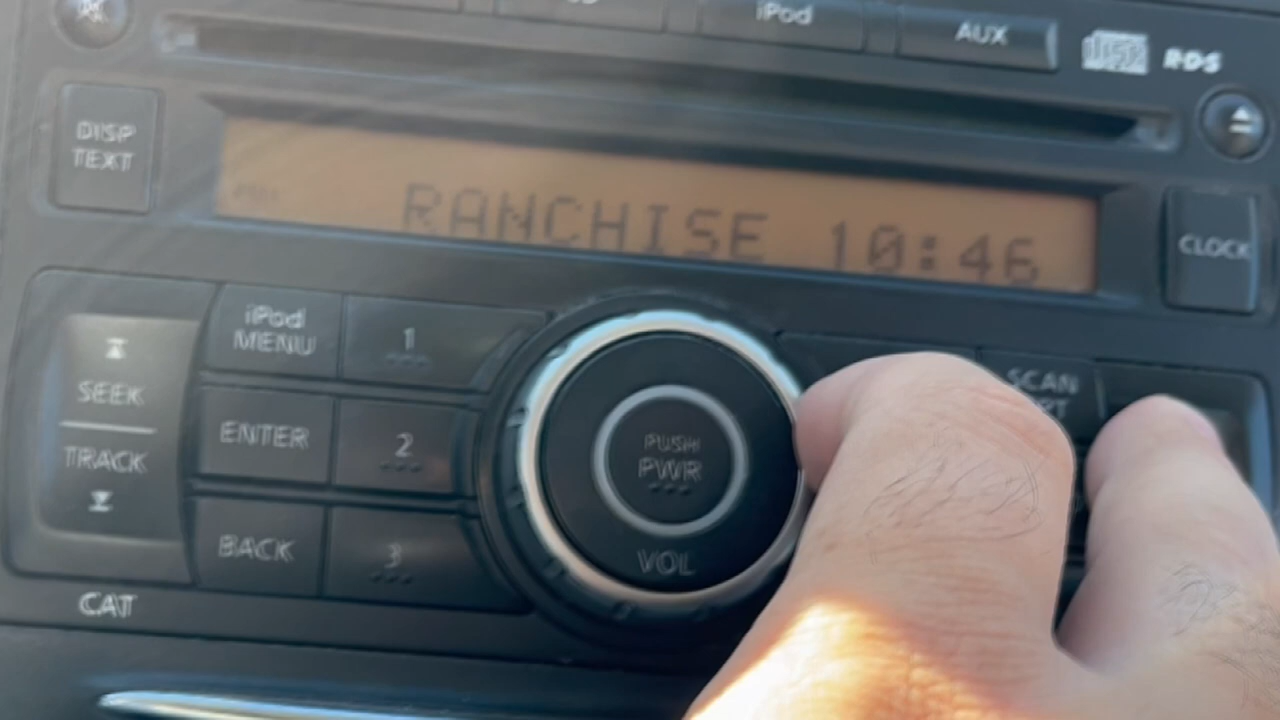 iPod
AUX
RDS
DISP
TEXT
RANCHISE 10:46
CLOCK
iPod
MENU
1
SEEK
TRACK
ENTER
2
BACK
3
PUSH
PWR
VOL
SCAN
CAT